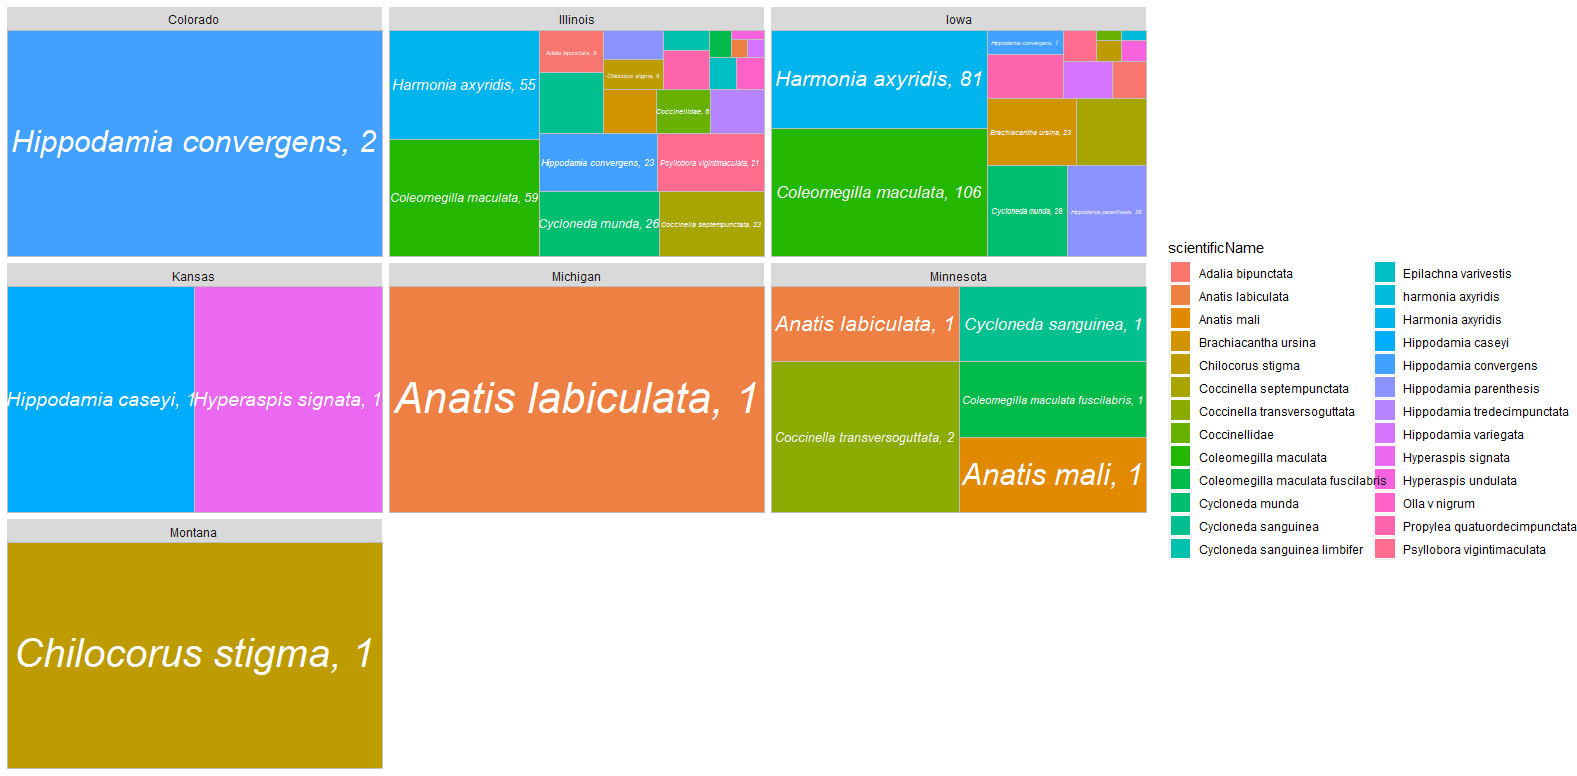 Colorado
Illinois
Iowa
Hippodamia convergens, 2
Harmonia axyridis, 55
Coleomegilla maculata, 59
Adalia bipunctata, 9
Chilocorus stigma, 8
Coccinellidae, 6
Hippodamia convergens, 23
Psyllobora vigintimaculata, 21
Cycloneda munda, 26
Coccinella septempunctata, 23
Harmonia axyridis, 81
Coleomegilla maculata, 106
Hippodamia convergens, 7
Brachiacantha ursina, 23
Cycloneda munda, 28
Hippodamia parenthesis, 28
Kansas
Michigan
Minnesota
Hippodamia caseyi, 1
Hyperaspis signata, 1
Anatis labiculata, 1
Anatis labiculata, 1
Cycloneda sanguinea, 1
Coccinella transversoguttata, 2
Coleomegilla maculata fuscilabris, 1
Anatis mali, 1
Montana
Chilocorus stigma, 1
scientificName
Adalia bipunctata
Anatis labiculata
Anatis mali
Brachiacantha ursina
Chilocorus stigma
Coccinella septempunctata
Coccinella transversoguttata
Coccinellidae
Coleomegilla maculata
Coleomegilla maculata fuscilabris
Cycloneda munda
Cycloneda sanguinea
Cycloneda sanguinea limbifer
Epilachna varivestis
harmonia axyridis
Harmonia axyridis
Hippodamia caseyi
Hippodamia convergens
Hippodamia parenthesis
Hippodamia tredecimpunctata
Hippodamia variegata
Hyperaspis signata
Hyperaspis undulata
Olla v nigrum
Propylea quatuordecimpunctata
Psyllobora vigintimaculata